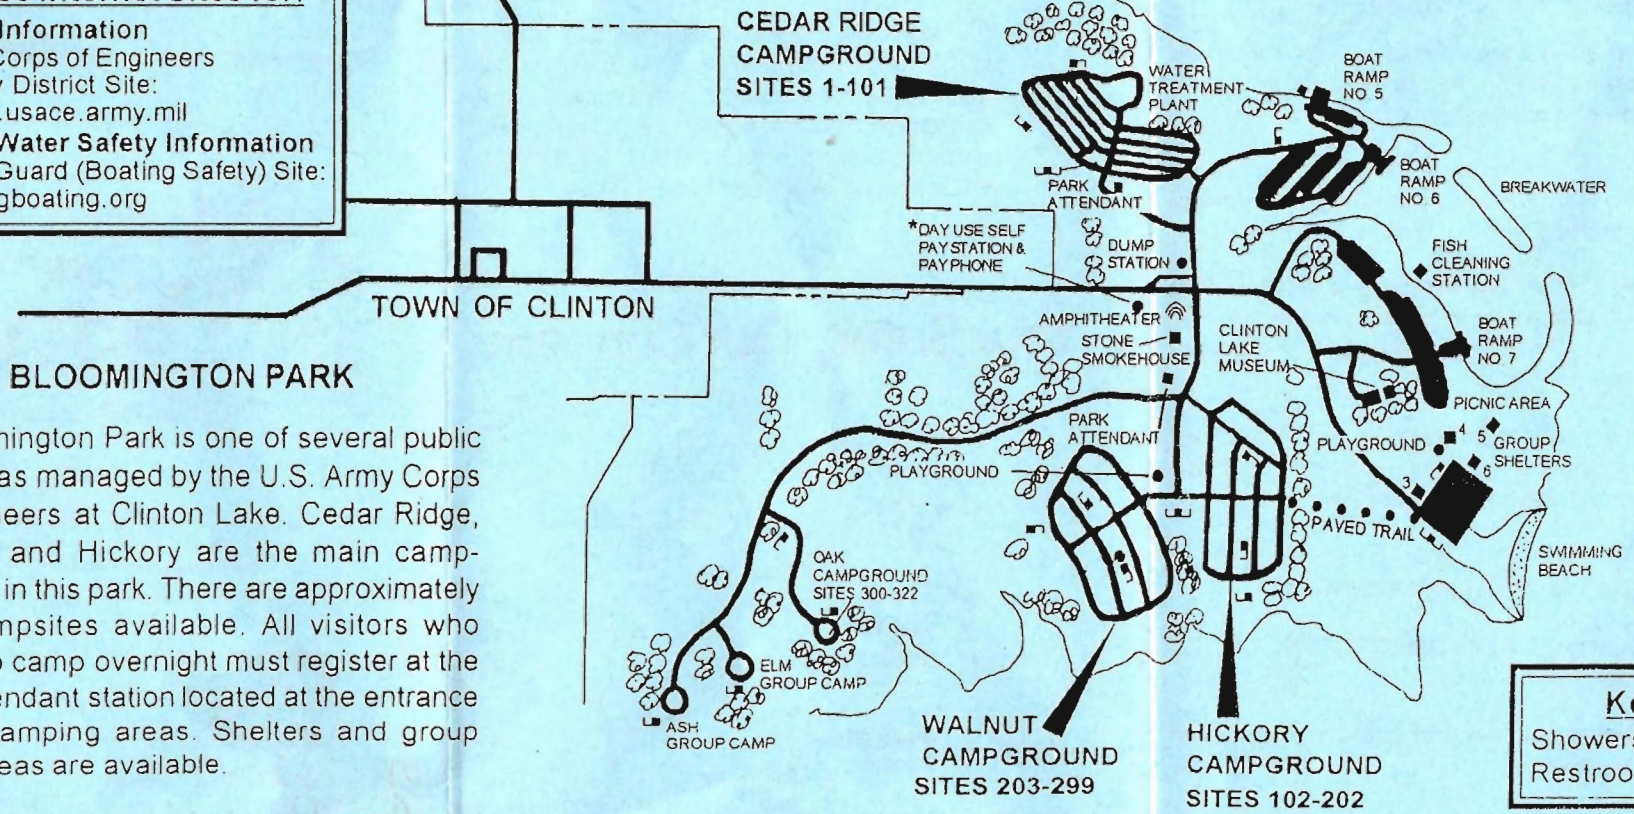 Information
Corps of Engineers
District Site:
.usace.army.mil
Water Safety Information
Guard (Boating Safety) Site:
gboating.org
TOWN OF CLINTON
BLOOMINGTON PARK
mington Park is one of several public
as managed by the U.S. Army Corps
neers at Clinton Lake. Cedar Ridge,
and Hickory are the main camp-
in this park. There are approximately
mpsites available. All visitors who
camp overnight must register at the
endant station located at the entrance
amping areas. Shelters and group
eas are available.
CEDAR RIDGE
CAMPGROUND
SITES 1-101
WATER
TREATMENT
PLANT
BOAT
RAMP
NO. 5
BOAT
RAMP
NO. 6
BREAKWATER
PARK
ATTENDANT
*DAY USE SELF
PAY STATION &
PAY PHONE
DUMP
STATION
FISH
CLEANING
STATION
AMPHITHEATER
STONE
SMOKEHOUSE
CLINTON
LAKE
MUSEUM
BOAT
RAMP
NO. 7
PICNIC AREA
PARK
ATTENDANT
PLAYGROUND
PLAYGROUND
4
5
GROUP
SHELTERS
6
3
PAVED TRAIL
SWIMMING
BEACH
OAK
CAMPGROUND
SITES 300-322
ELM
GROUP CAMP
ASH
GROUP CAMP
WALNUT
CAMPGROUND
SITES 203-299
HICKORY
CAMPGROUND
SITES 102-202
Showers
Restroo